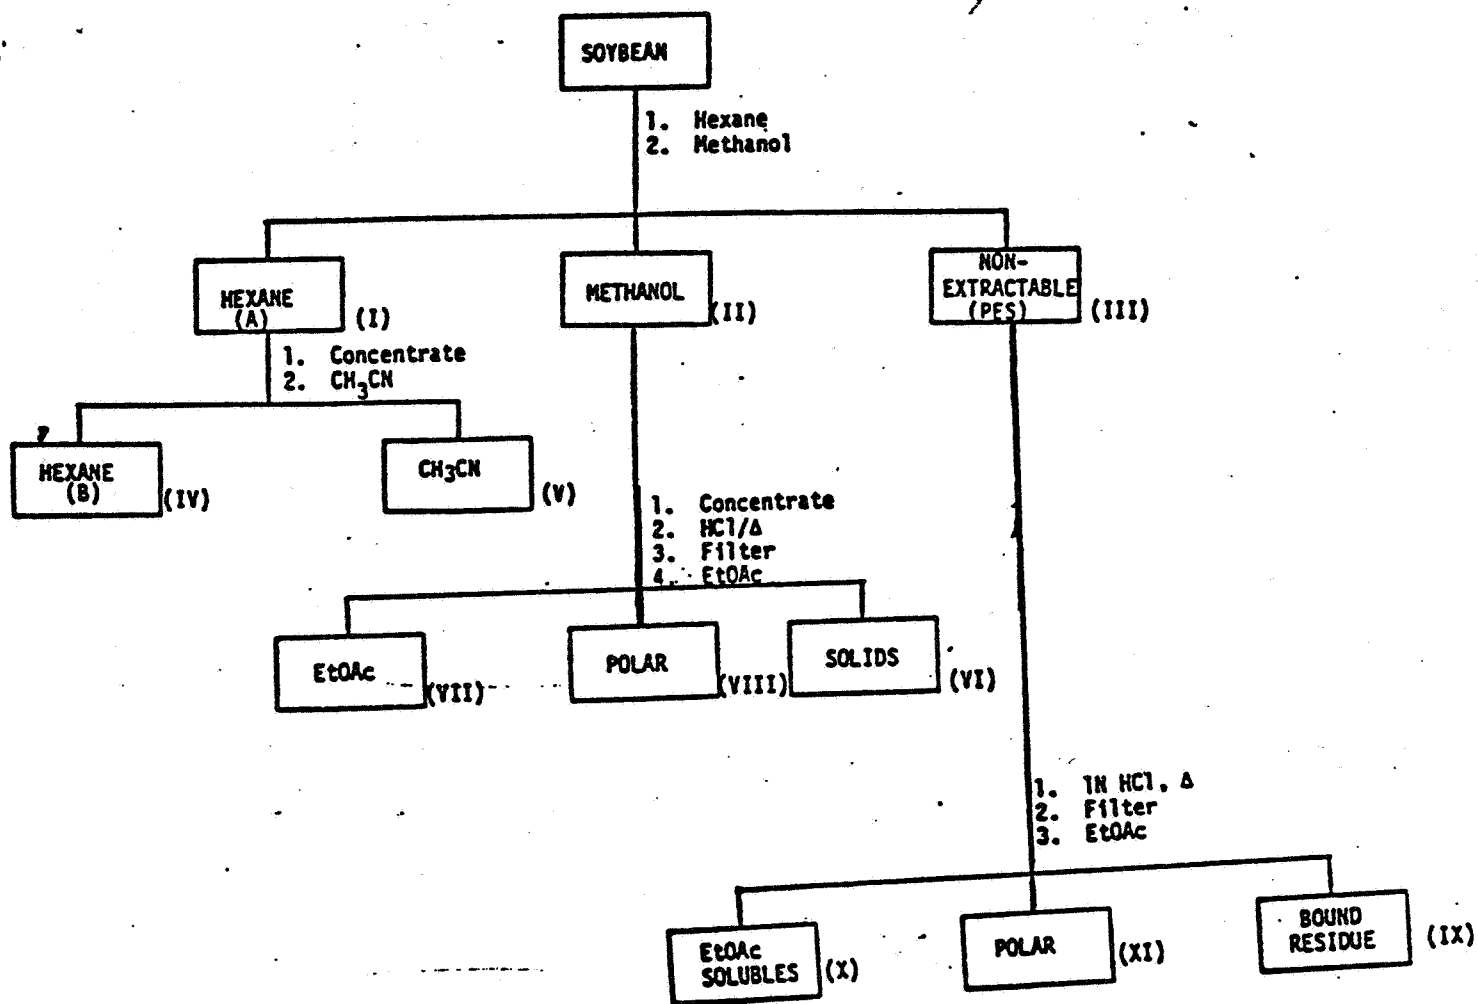 SOYBEAN
1. Hexane
2. Methanol
HEXANE
(A)
(I)
METHANOL
(II)
NON-
EXTRACTABLE
(PES)
(III)
1. Concentrate
2. CH3CN
HEXANE
(B)
(IV)
CH3CN
(V)
1. Concentrate
2. HCl/Δ
3. Filter
4. EtOAc
EtOAc
(VII)
POLAR
(VIII)
SOLIDS
(VI)
1. 1N HCl, Δ
2. Filter
3. EtOAc
EtOAc
SOLUBLES
(X)
POLAR
(XI)
BOUND
RESIDUE
(IX)